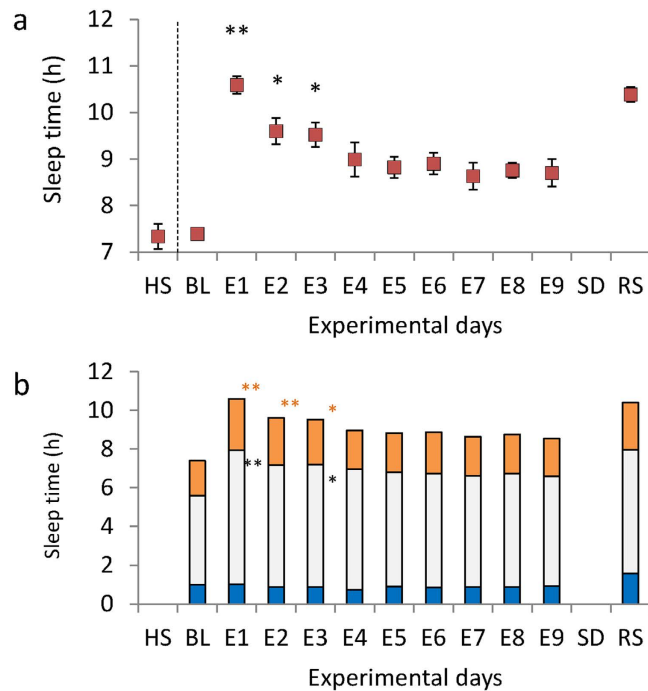 a
12
11
10
9
8
7
Sleep time (h)
** * *
HS BL E1 E2 E3 E4 E5 E6 E7 E8 E9 SD RS
Experimental days
b
12
10
8
6
4
2
0
Sleep time (h)
** ** *
** *
HS BL E1 E2 E3 E4 E5 E6 E7 E8 E9 SD RS
Experimental days